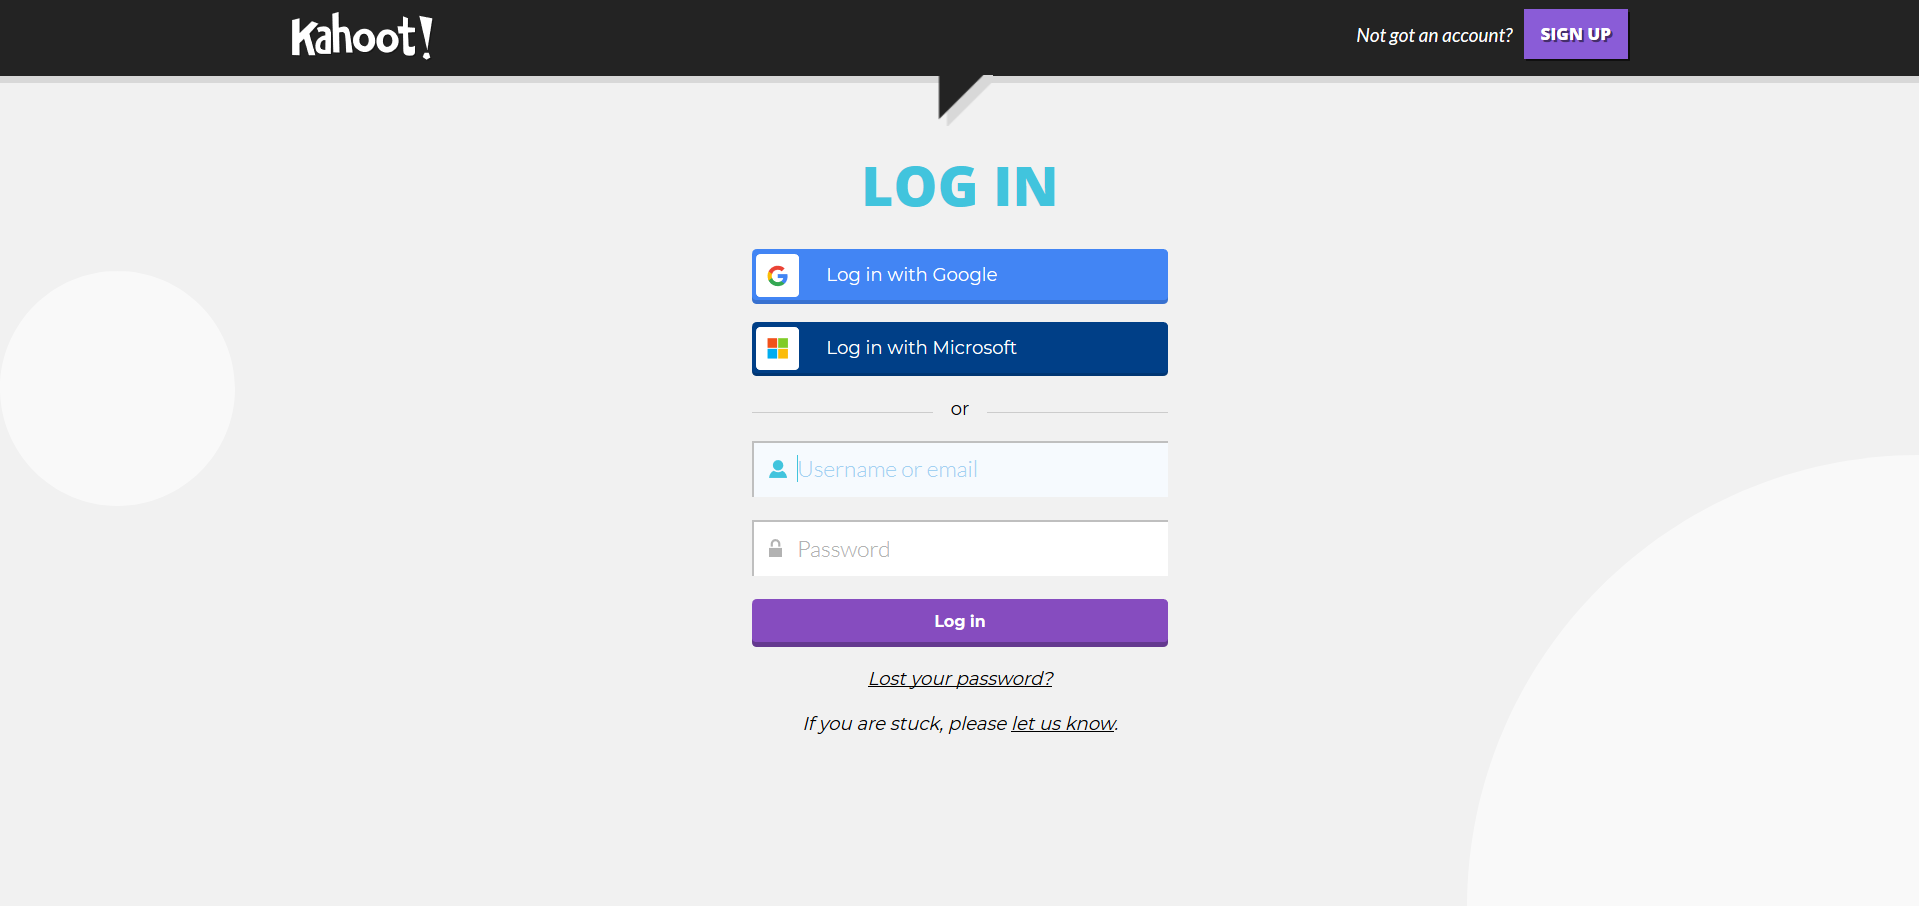 Kahoot!
Not got an account?
SIGN UP
LOG IN
Log in with Google
Log in with Microsoft
or
Username or email
Password
Log in
Lost your password?
If you are stuck, please let us know.